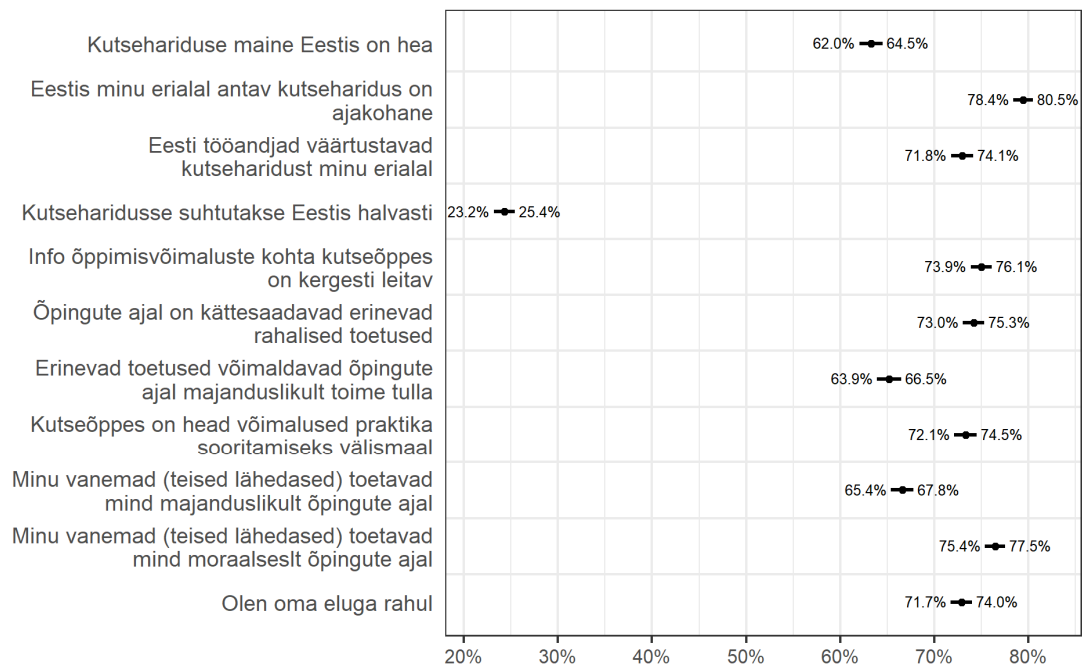 Kutsehariduse maine Eestis on hea
62.0% 64.5%
Eestis minu erialal antav kutseharidus on
ajakohane
78.4% 80.5%
Eesti tööandjad väärtustavad
kutseharidust minu erialal
71.8% 74.1%
Kutseharidusse suhtutakse Eestis halvasti
23.2% 25.4%
Info õppimisvõimaluste kohta kutseõppes
on kergesti leitav
73.9% 76.1%
Õpingute ajal on kättesaadavad erinevad
rahalised toetused
73.0% 75.3%
Erinevad toetused võimaldavad õpingute
ajal majanduslikult toime tulla
63.9% 66.5%
Kutseõppes on head võimalused praktika
sooritamiseks välismaal
72.1% 74.5%
Minu vanemad (teised lähedased) toetavad
mind majanduslikult õpingute ajal
65.4% 67.8%
Minu vanemad (teised lähedased) toetavad
mind moraalseslt õpingute ajal
75.4% 77.5%
Olen oma eluga rahul
71.7% 74.0%
20% 30% 40% 50% 60% 70% 80%